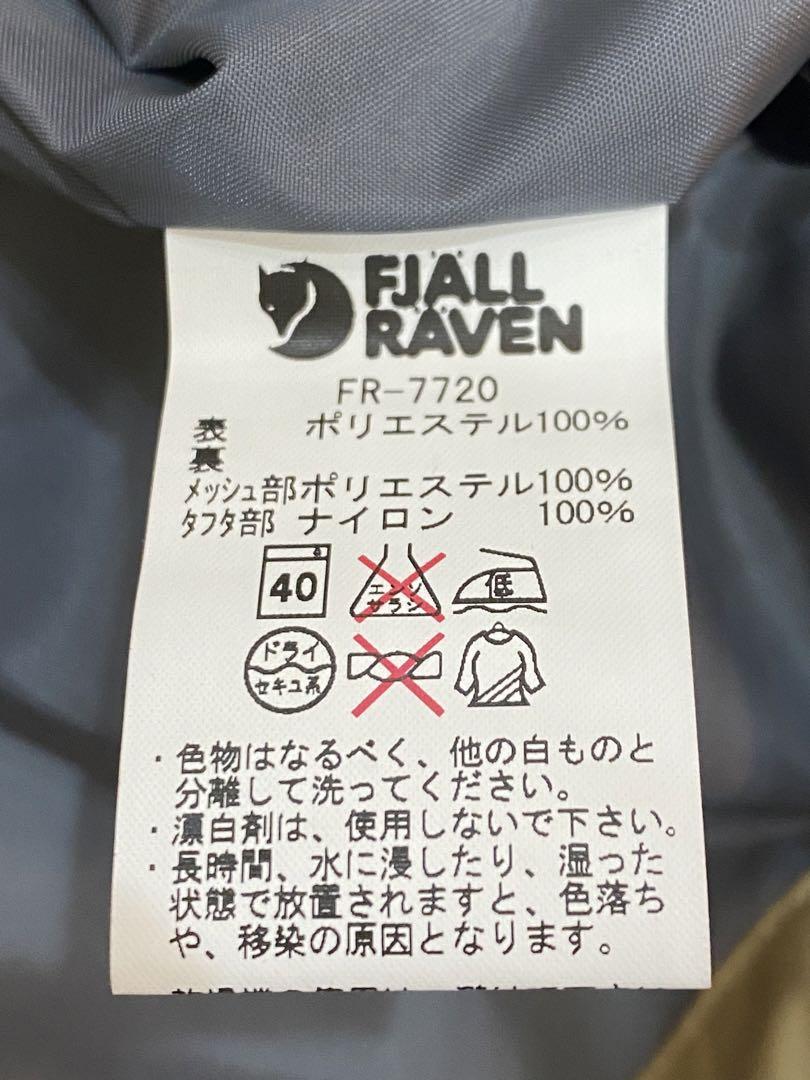 FJÄLL
RÄVEN
FR-7720
表 ポリエステル100%
裏
メッシュ部ポリエステル100%
タフタ部 ナイロン 100%
40 エンソ サラシ 低
ドライ
セキユ系
・色物はなるべく、他の白ものと
分離して洗ってください。
・漂白剤は、使用しないで下さい。
・長時間、水に浸したり、湿った
状態で放置されますと、色落ち
や、移染の原因となります。